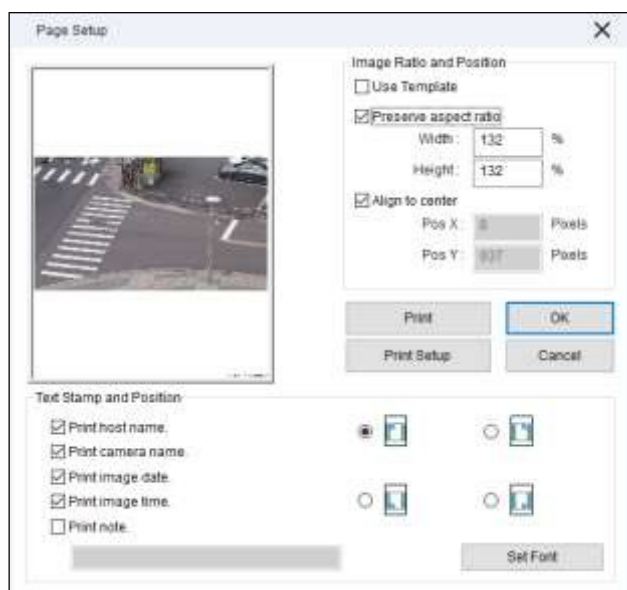 Page Setup
Image Ratio and Position
Use Template
Preserve aspect ratio
Width : 132 %
Height : 132 %
Align to center
Pos X : Pixels
Pos Y : Pixels
Print OK
Print Setup Cancel
Text Stamp and Position
Print host name.
Print camera name
Print image date.
Print image time.
Print note.
Set Font